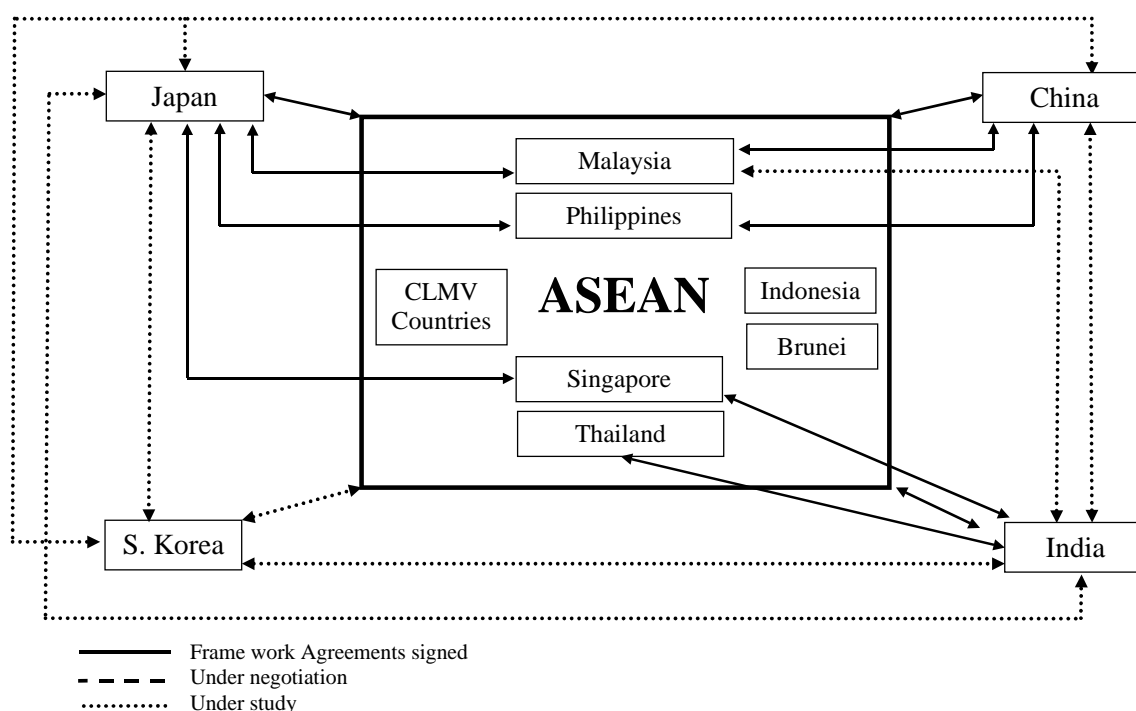 Japan
China
Malaysia
Philippines
CLMV
Countries
ASEAN
Indonesia
Brunei
Singapore
Thailand
S. Korea
India
Frame work Agreements signed
Under negotiation
Under study